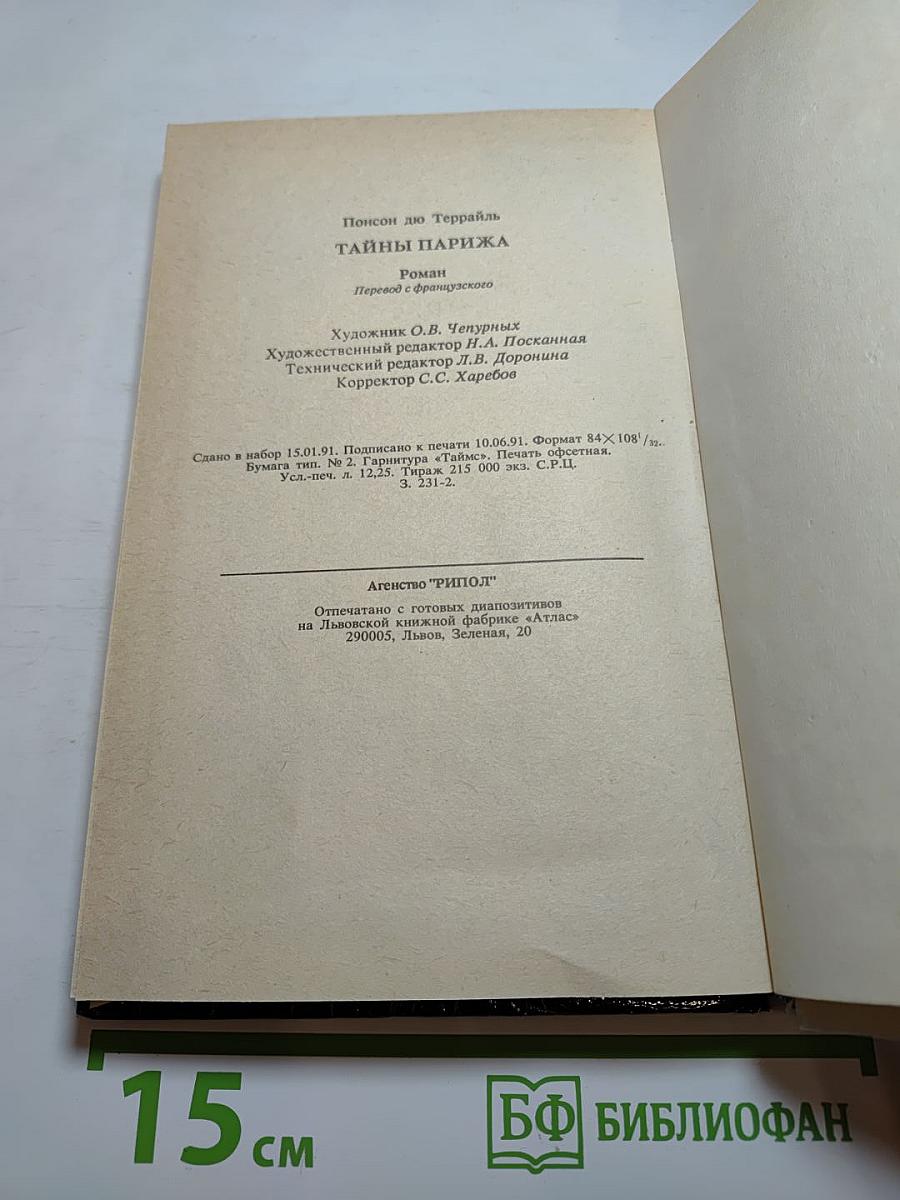 Понсон дю Террайль
ТАЙНЫ ПАРИЖА
Роман
Перевод с французского
Художник О.В. Чепурных
Художественный редактор Н.А. Посканная
Технический редактор Л.В. Доронина
Корректор С.С. Харебов
Сдано в набор 15.01.91. Подписано к печати 10.06.91. Формат 84×108¹/₃₂.
Бумага тип. №2. Гарнитура «Таймс». Печать офсетная.
Усл.-печ. л. 12,25. Тираж 215 000 экз. С.Р.Ц.
З. 231-2.
Агенство "РИПОЛ"
Отпечатано с готовых диапозитивов
на Львовской книжной фабрике «Атлас»
290005, Львов, Зеленая, 20
15 см
БФ БИБЛИОФАН